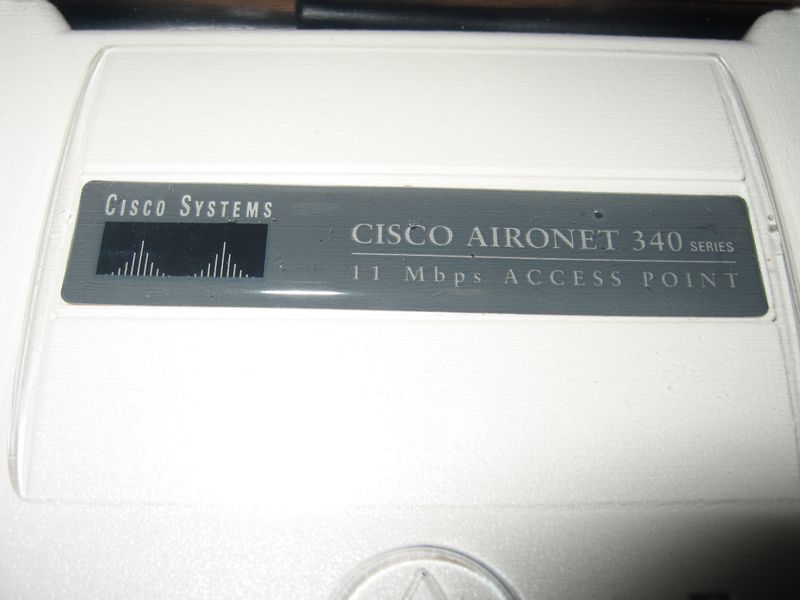 CISCO SYSTEMS
CISCO AIRONET 340 SERIES
11 Mbps ACCESS POINT